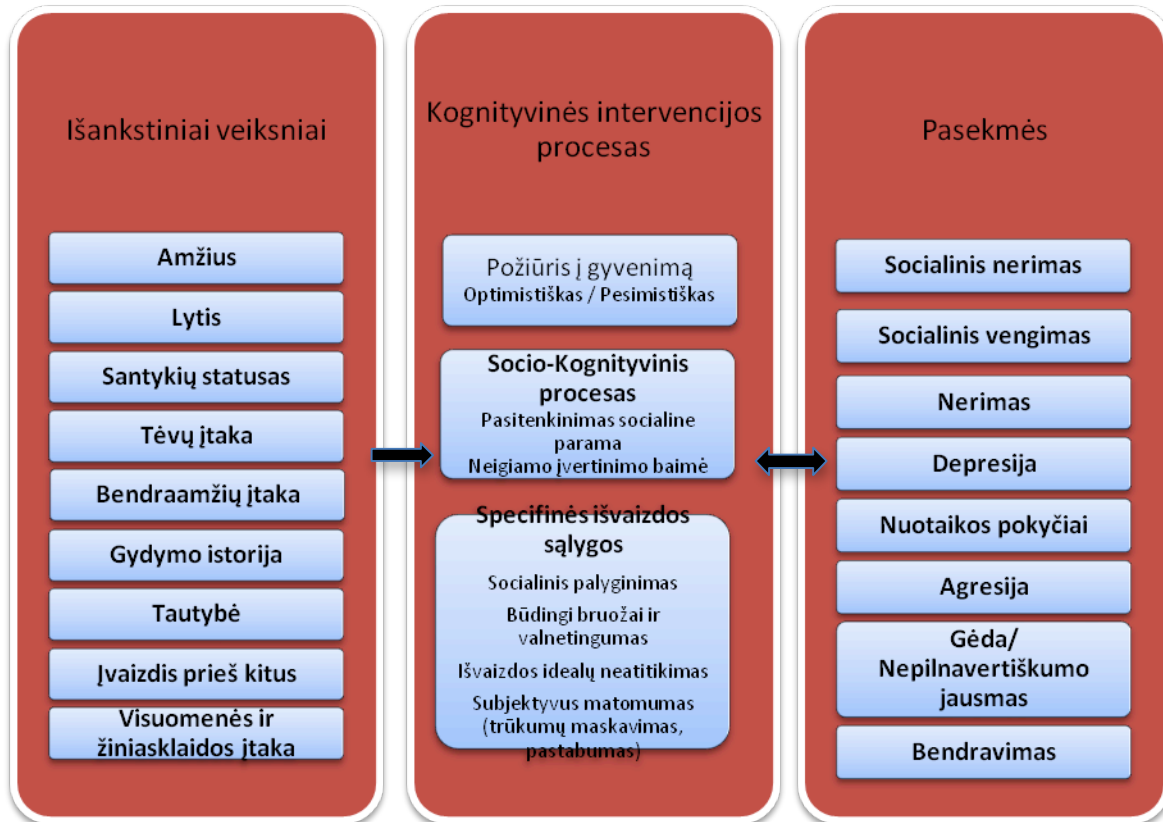 Išankstiniai veiksniai
Amžius
Lytis
Santykių statusas
Tėvų įtaka
Bendraamžių įtaka
Gydymo istorija
Tautybė
Įvaizdis prieš kitus
Visuomenės ir
žiniasklaidos įtaka
Kognityvinės intervencijos
procesas
Požiūris į gyvenimą
Optimistiškas / Pesimistiškas
Socio-Kognityvinis
procesas
Pasitenkinimas socialine
parama
Neigiamo įvertinimo baimė
Specifinės išvaizdos
sąlygos
Socialinis palyginimas
Būdingi bruožai ir
valnetingumas
Išvaizdos idealų neatitikimas
Subjektyvus matomumas
(trūkumų maskavimas,
pastabumas)
Pasekmės
Socialinis nerimas
Socialinis vengimas
Nerimas
Depresija
Nuotaikos pokyčiai
Agresija
Gėda/
Nepilnavertiškumo
jausmas
Bendravimas